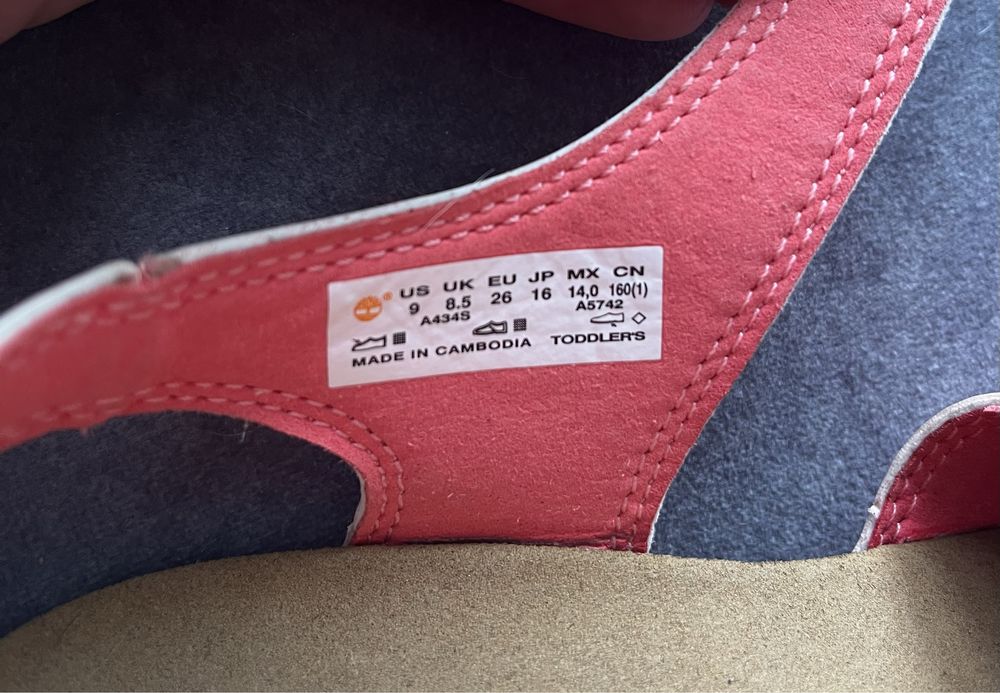 ® US UK EU JP MX CN
9 8.5 26 16 14,0 160(1)
A434S A5742
MADE IN CAMBODIA TODDLER'S